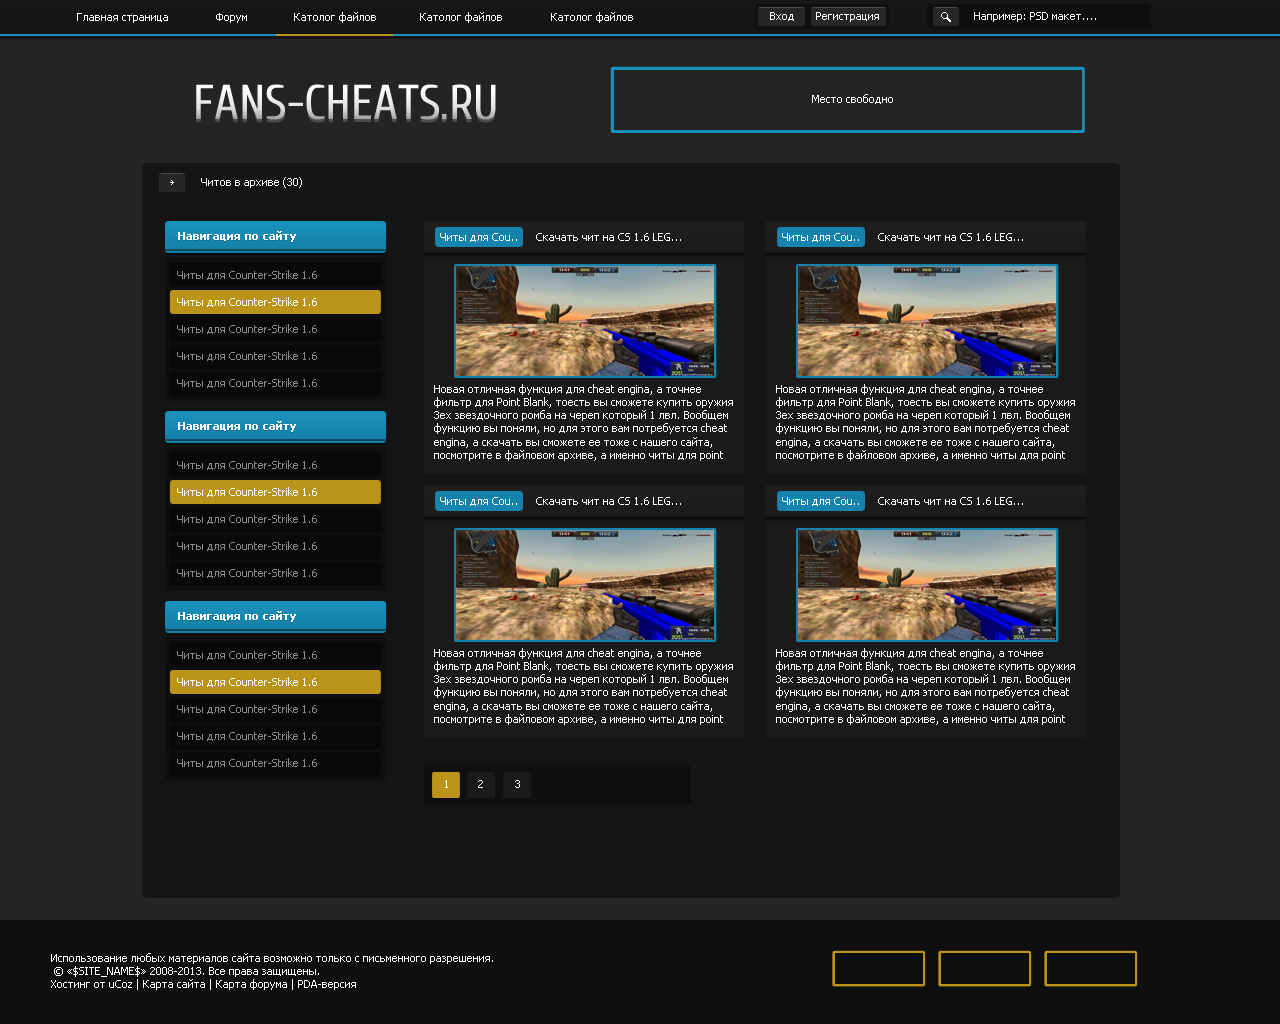 Главная страница
Форум
Католог файлов
Католог файлов
Католог файлов
Вход
Регистрация
Например: PSD макет....
FANS-CHEATS.RU
Место свободно
Читов в архиве (30)
Навигация по сайту
Читы для Counter-Strike 1.6
Читы для Counter-Strike 1.6
Читы для Counter-Strike 1.6
Читы для Counter-Strike 1.6
Читы для Counter-Strike 1.6
Навигация по сайту
Читы для Counter-Strike 1.6
Читы для Counter-Strike 1.6
Читы для Counter-Strike 1.6
Читы для Counter-Strike 1.6
Читы для Counter-Strike 1.6
Навигация по сайту
Читы для Counter-Strike 1.6
Читы для Counter-Strike 1.6
Читы для Counter-Strike 1.6
Читы для Counter-Strike 1.6
Читы для Counter-Strike 1.6
Читы для Cou..
Скачать чит на CS 1.6 LEG...
Новая отличная функция для cheat engina, а точнее
фильтр для Point Blank, тоесть вы сможете купить оружия
3ех звездочного ромба на череп который 1 лвл. Вообщем
функцию вы поняли, но для этого вам потребуется cheat
engina, а скачать вы сможете ее тоже с нашего сайта,
посмотрите в файловом архиве, а именно читы для point
Читы для Cou..
Скачать чит на CS 1.6 LEG...
Новая отличная функция для cheat engina, а точнее
фильтр для Point Blank, тоесть вы сможете купить оружия
3ех звездочного ромба на череп который 1 лвл. Вообщем
функцию вы поняли, но для этого вам потребуется cheat
engina, а скачать вы сможете ее тоже с нашего сайта,
посмотрите в файловом архиве, а именно читы для point
Читы для Cou..
Скачать чит на CS 1.6 LEG...
Новая отличная функция для cheat engina, а точнее
фильтр для Point Blank, тоесть вы сможете купить оружия
3ех звездочного ромба на череп который 1 лвл. Вообщем
функцию вы поняли, но для этого вам потребуется cheat
engina, а скачать вы сможете ее тоже с нашего сайта,
посмотрите в файловом архиве, а именно читы для point
Читы для Cou..
Скачать чит на CS 1.6 LEG...
Новая отличная функция для cheat engina, а точнее
фильтр для Point Blank, тоесть вы сможете купить оружия
3ех звездочного ромба на череп который 1 лвл. Вообщем
функцию вы поняли, но для этого вам потребуется cheat
engina, а скачать вы сможете ее тоже с нашего сайта,
посмотрите в файловом архиве, а именно читы для point
1 2 3
Использование любых материалов сайта возможно только с письменного разрешения.
© «$SITE_NAME$» 2008-2013. Все права защищены.
Хостинг от uCoz | Карта сайта | Карта форума | PDA-версия